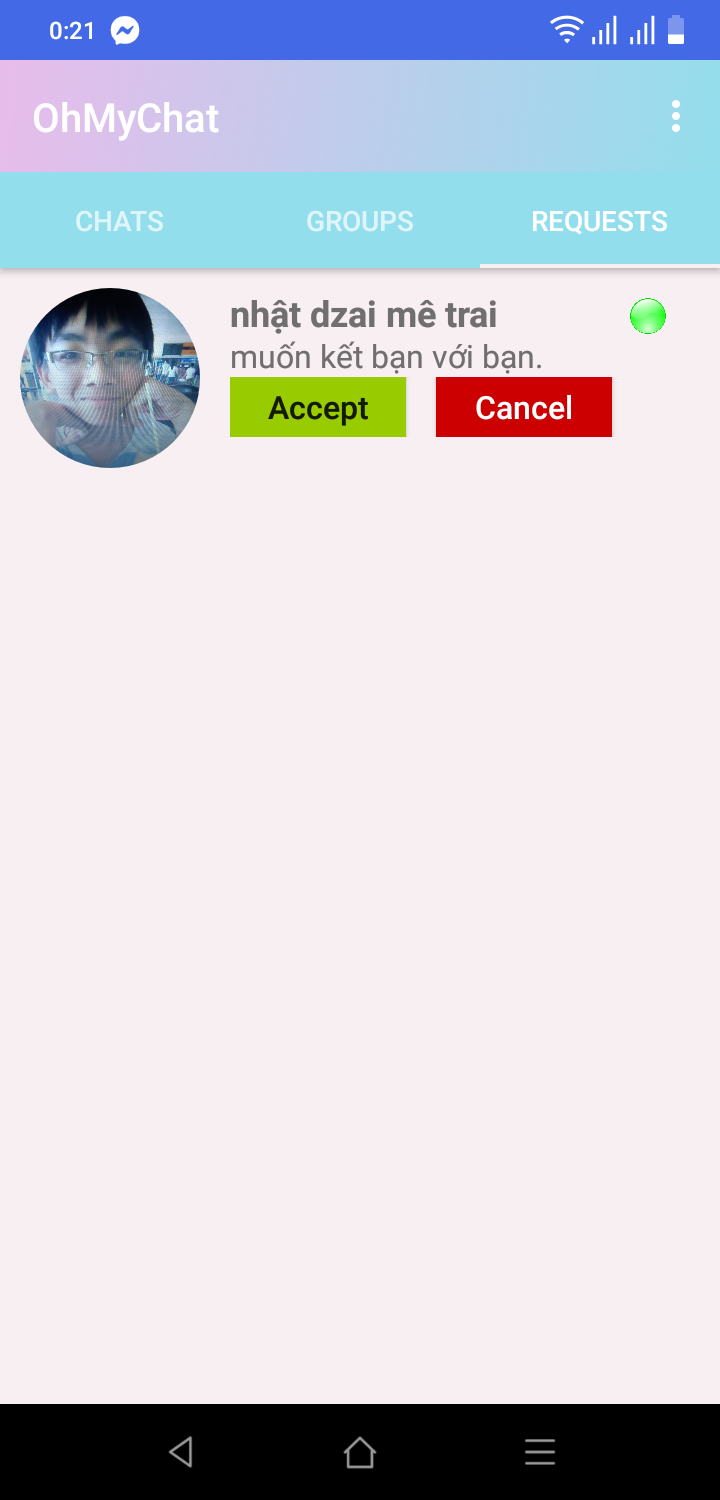 0:21
OhMyChat
CHATS GROUPS REQUESTS
nhật dzai mê trai
muốn kết bạn với bạn.
Accept Cancel